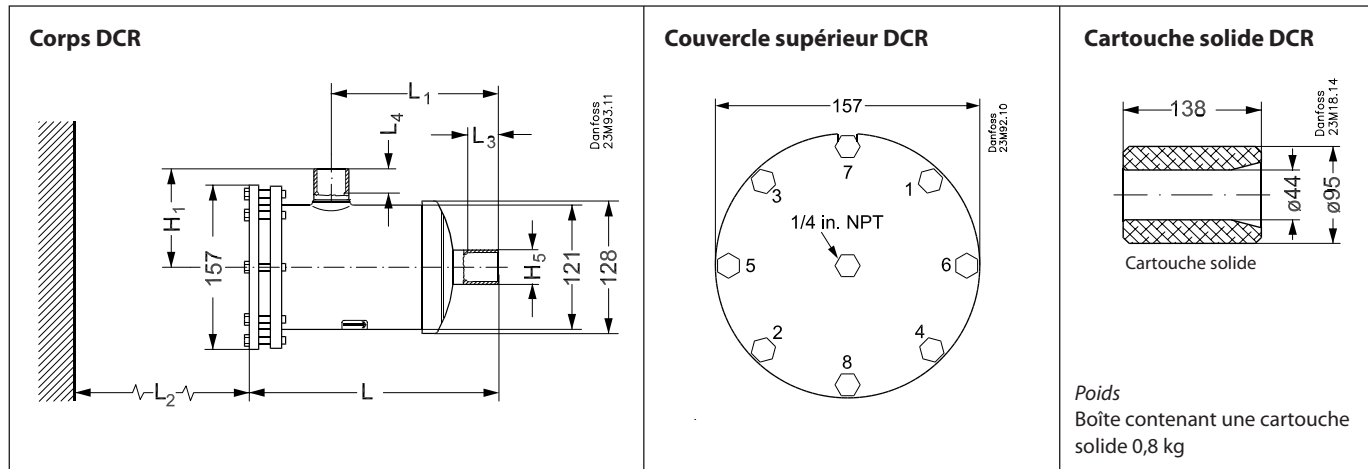 Corps DCR
L1
L4
L3
Danfoss
23M93.11
H1
157
H5
121
128
L2
L
Couvercle supérieur DCR
157
Danfoss
23M92.10
7
3
1
1/4 in. NPT
5
6
2
4
8
Cartouche solide DCR
138
Danfoss
23M18.14
ø44
ø95
Cartouche solide
Poids
Boîte contenant une cartouche
solide 0,8 kg